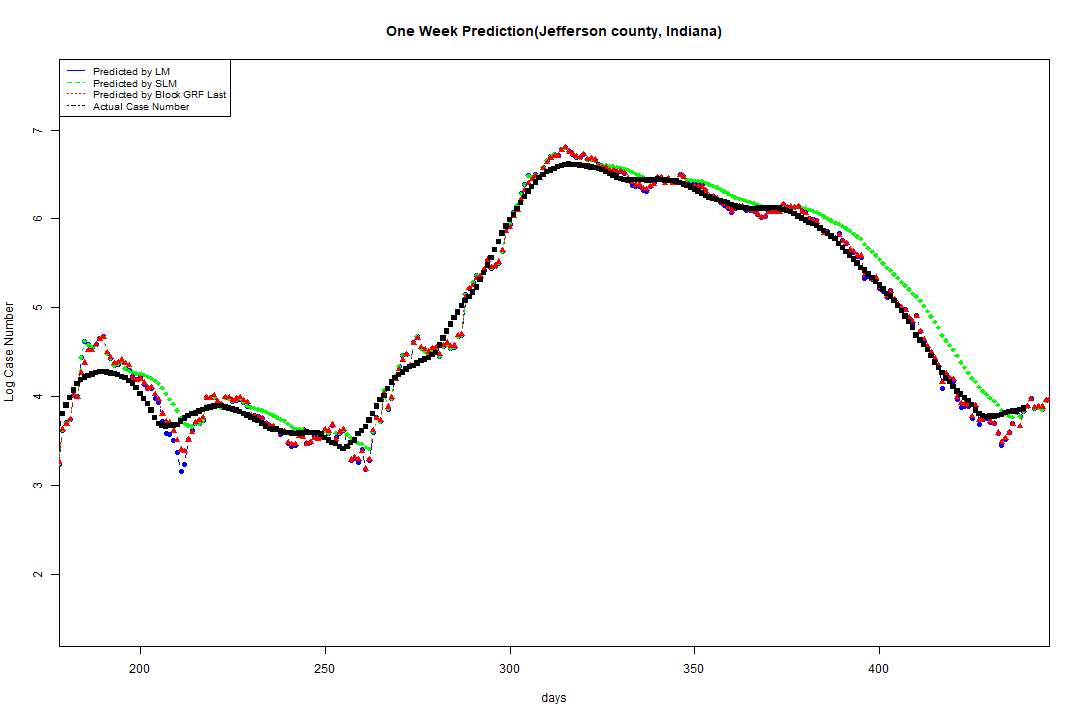 One Week Prediction(Jefferson county, Indiana)
Predicted by LM
Predicted by SLM
Predicted by Block GRF Last
Actual Case Number
7
6
5
4
3
2
Log Case Number
200 250 300 350 400
days